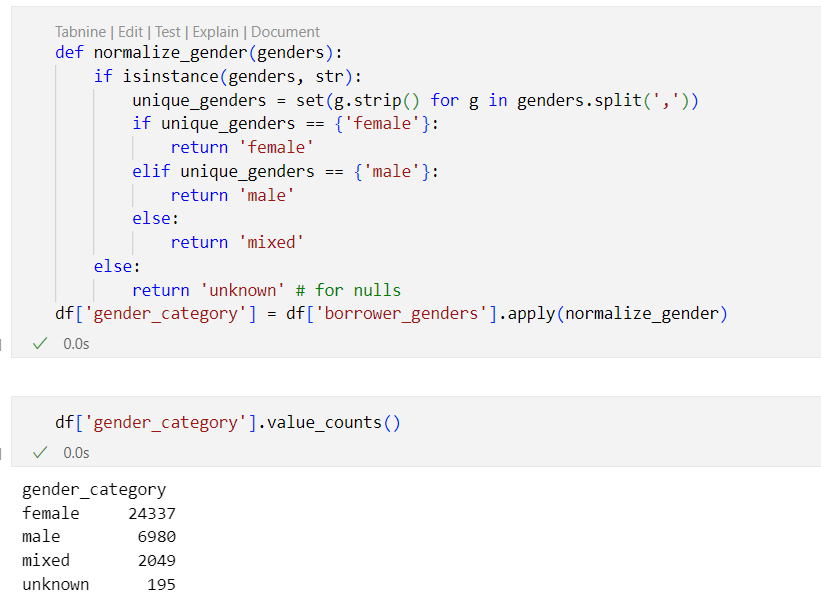 Tabnine | Edit | Test | Explain | Document
def normalize_gender(genders):
    if isinstance(genders, str):
        unique_genders = set(g.strip() for g in genders.split(','))
        if unique_genders == {'female'}:
            return 'female'
        elif unique_genders == {'male'}:
            return 'male'
        else:
            return 'mixed'
    else:
        return 'unknown' # for nulls
df['gender_category'] = df['borrower_genders'].apply(normalize_gender)
✓ 0.0s
df['gender_category'].value_counts()
✓ 0.0s
gender_category
female     24337
male        6980
mixed       2049
unknown      195